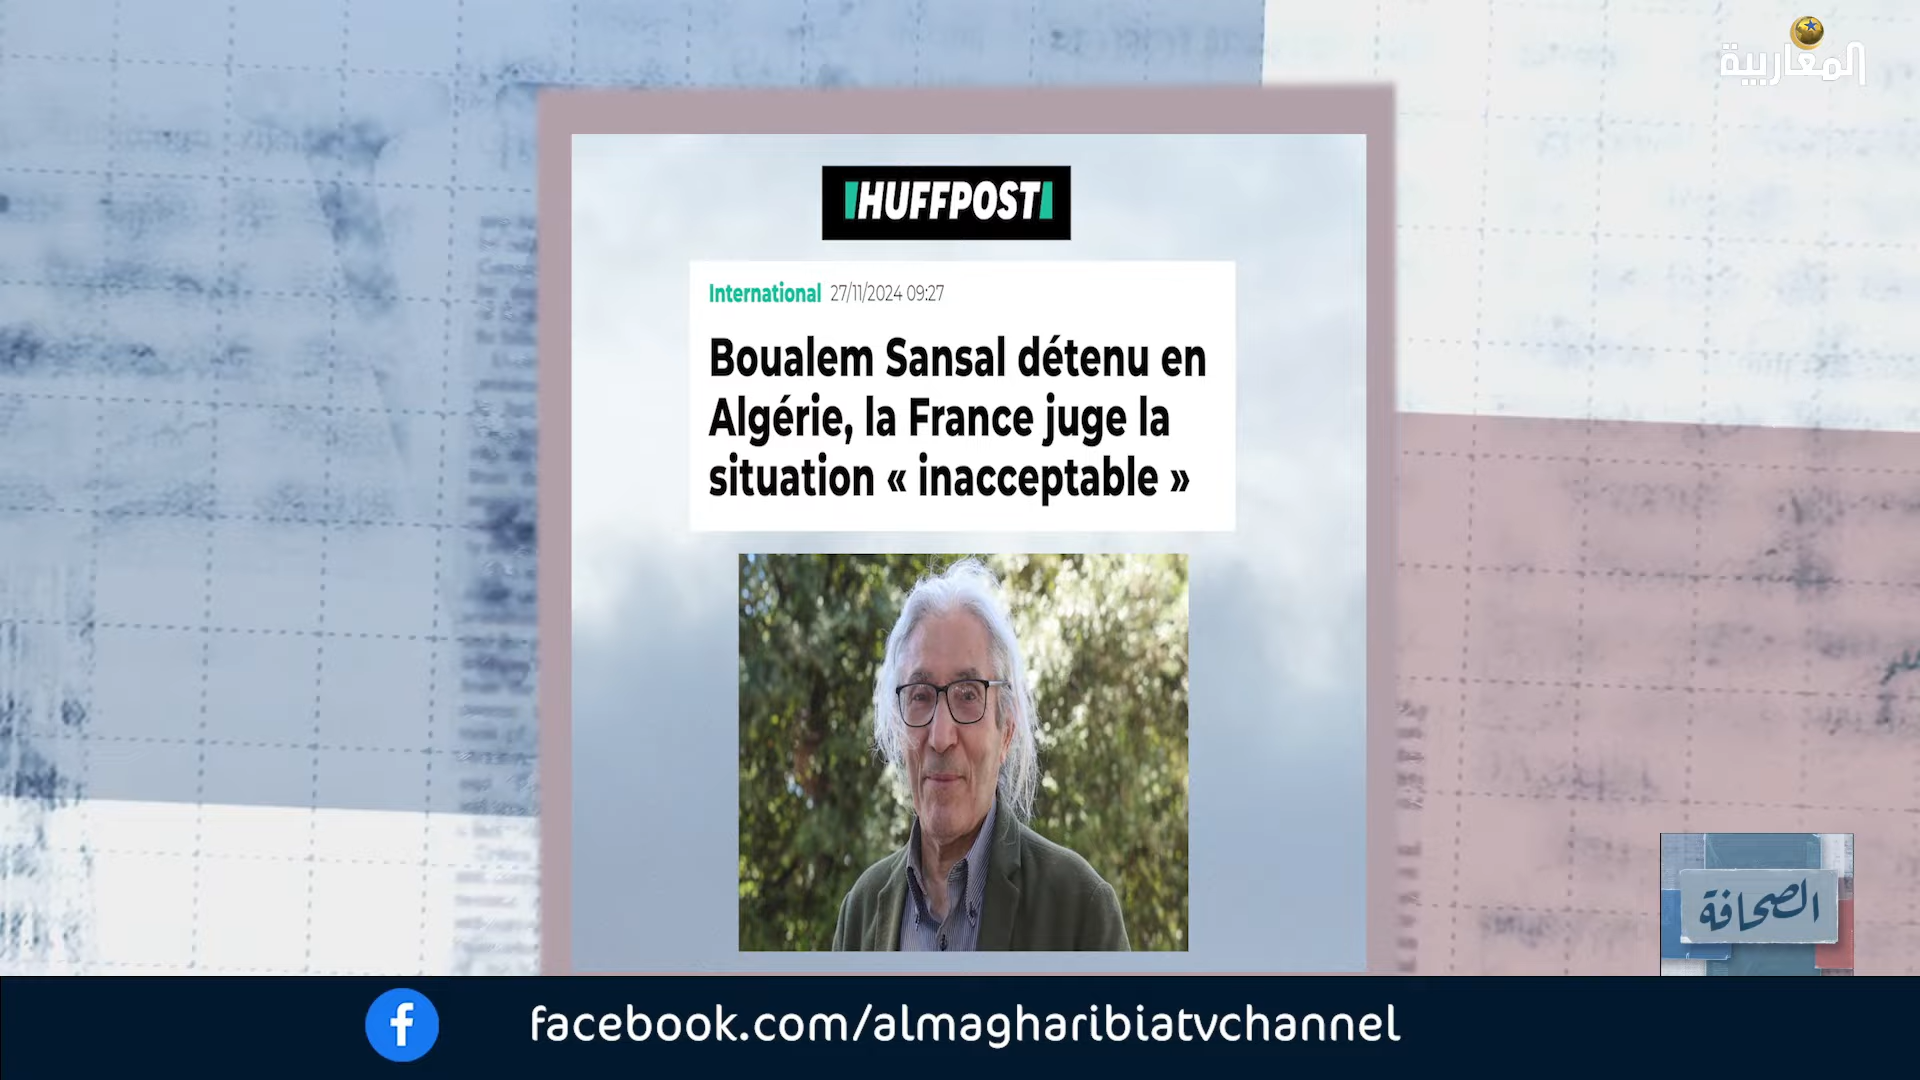 المغاربية
HUFFPOST
International 27/11/2024 09:27
Boualem Sansal détenu en
Algérie, la France juge la
situation « inacceptable »
الصحافة
facebook.com/almagharibiatvchannel